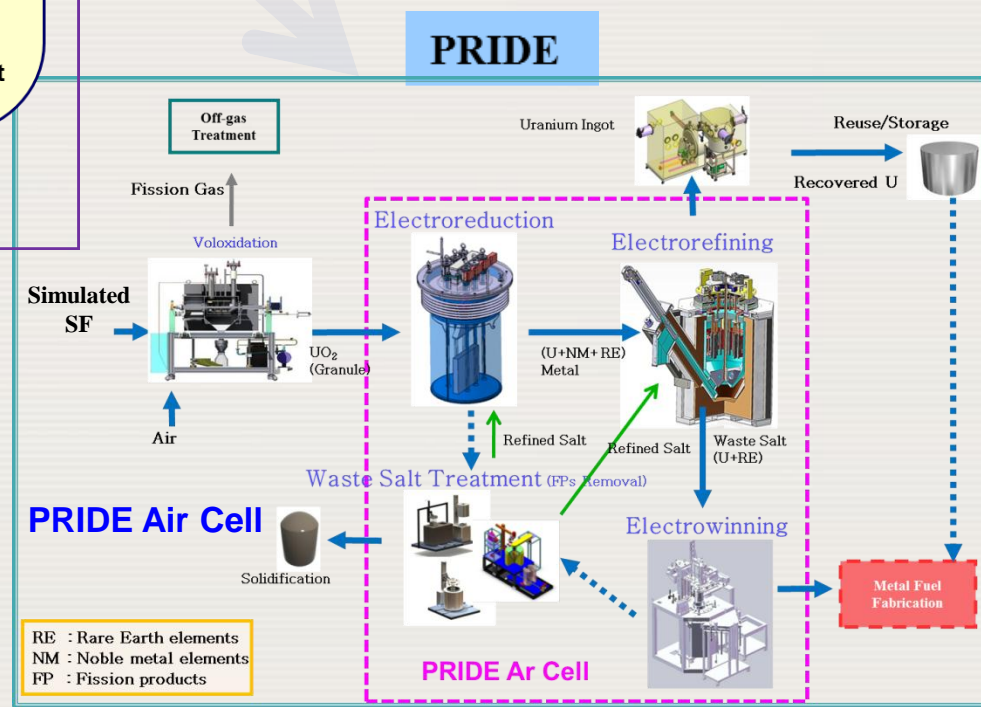 t
PRIDE
Off-gas
Treatment
Uranium Ingot
Reuse/Storage
Fission Gas
Recovered U
Electroreduction
Voloxidation
Electrorefining
Simulated
SF
UO₂
(Granule)
(U+NM+RE)
Metal
Air
Refined Salt
Refined Salt
Waste Salt
(U+RE)
Waste Salt Treatment (FPs Removal)
PRIDE Air Cell
Electrowinning
Solidification
Metal Fuel
Fabrication
RE : Rare Earth elements
NM : Noble metal elements
FP : Fission products
PRIDE Ar Cell